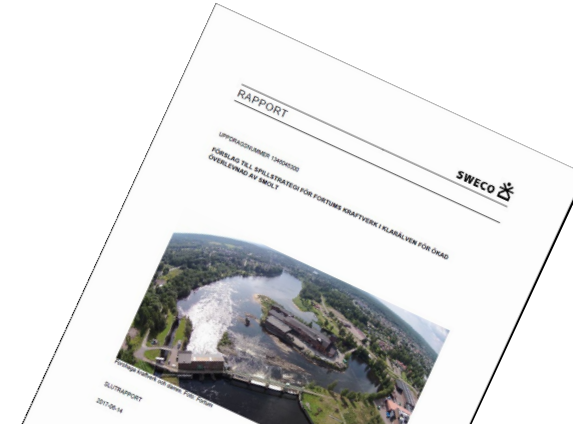 RAPPORT
SWECO
UPPDRAGSNUMMER 1346045300
FÖRSLAG TILL SPILLSTRATEGI FÖR FORTUMS KRAFTVERK I KLARÄLVEN FÖR ÖKAD
ÖVERLEVNAD AV SMOLT
Forshaga kraftverk och damm. Foto: Fortum.
SLUTRAPPORT
2017-06-14